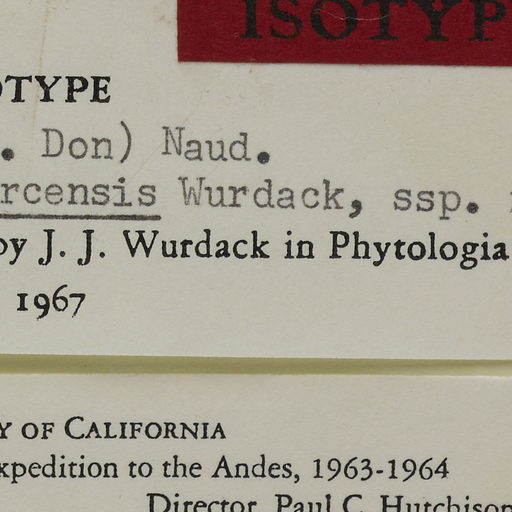 ISOTYP
OTYPE
. Don) Naud.
rcensis Wurdack, ssp.
by J. J. Wurdack in Phytologia
1967
Y OF CALIFORNIA
xpedition to the Andes, 1963-1964
Director, Paul C. Hutchison